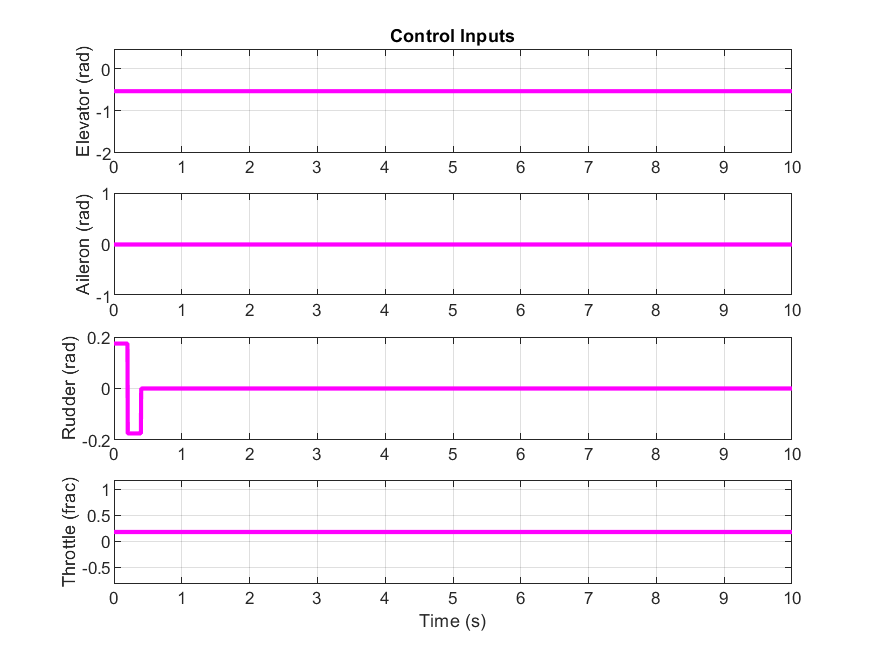 Control Inputs
Elevator (rad)
0
-1
-2
0 1 2 3 4 5 6 7 8 9 10
Aileron (rad)
1
0
-1
0 1 2 3 4 5 6 7 8 9 10
Rudder (rad)
0.2
0
-0.2
0 1 2 3 4 5 6 7 8 9 10
Throttle (frac)
1
0.5
0
-0.5
0 1 2 3 4 5 6 7 8 9 10
Time (s)